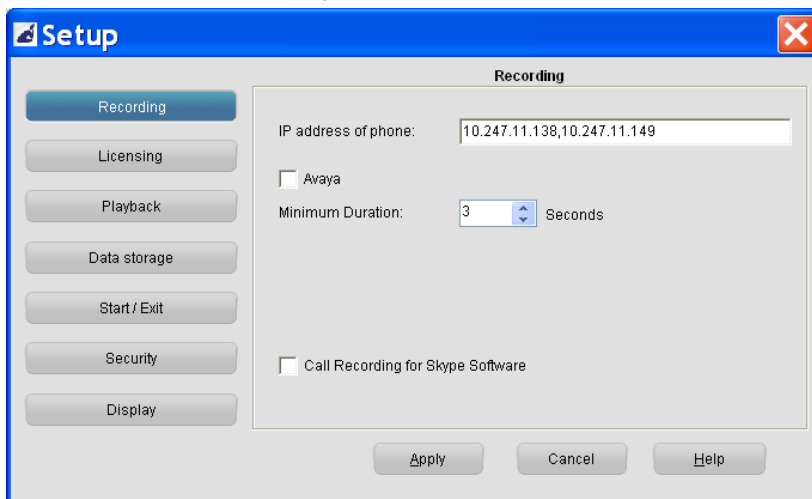 Setup
Recording
Recording
IP address of phone: 10.247.11.138,10.247.11.149
Licensing
Avaya
Playback
Minimum Duration: 3 Seconds
Data storage
Start / Exit
Security
Call Recording for Skype Software
Display
Apply Cancel Help